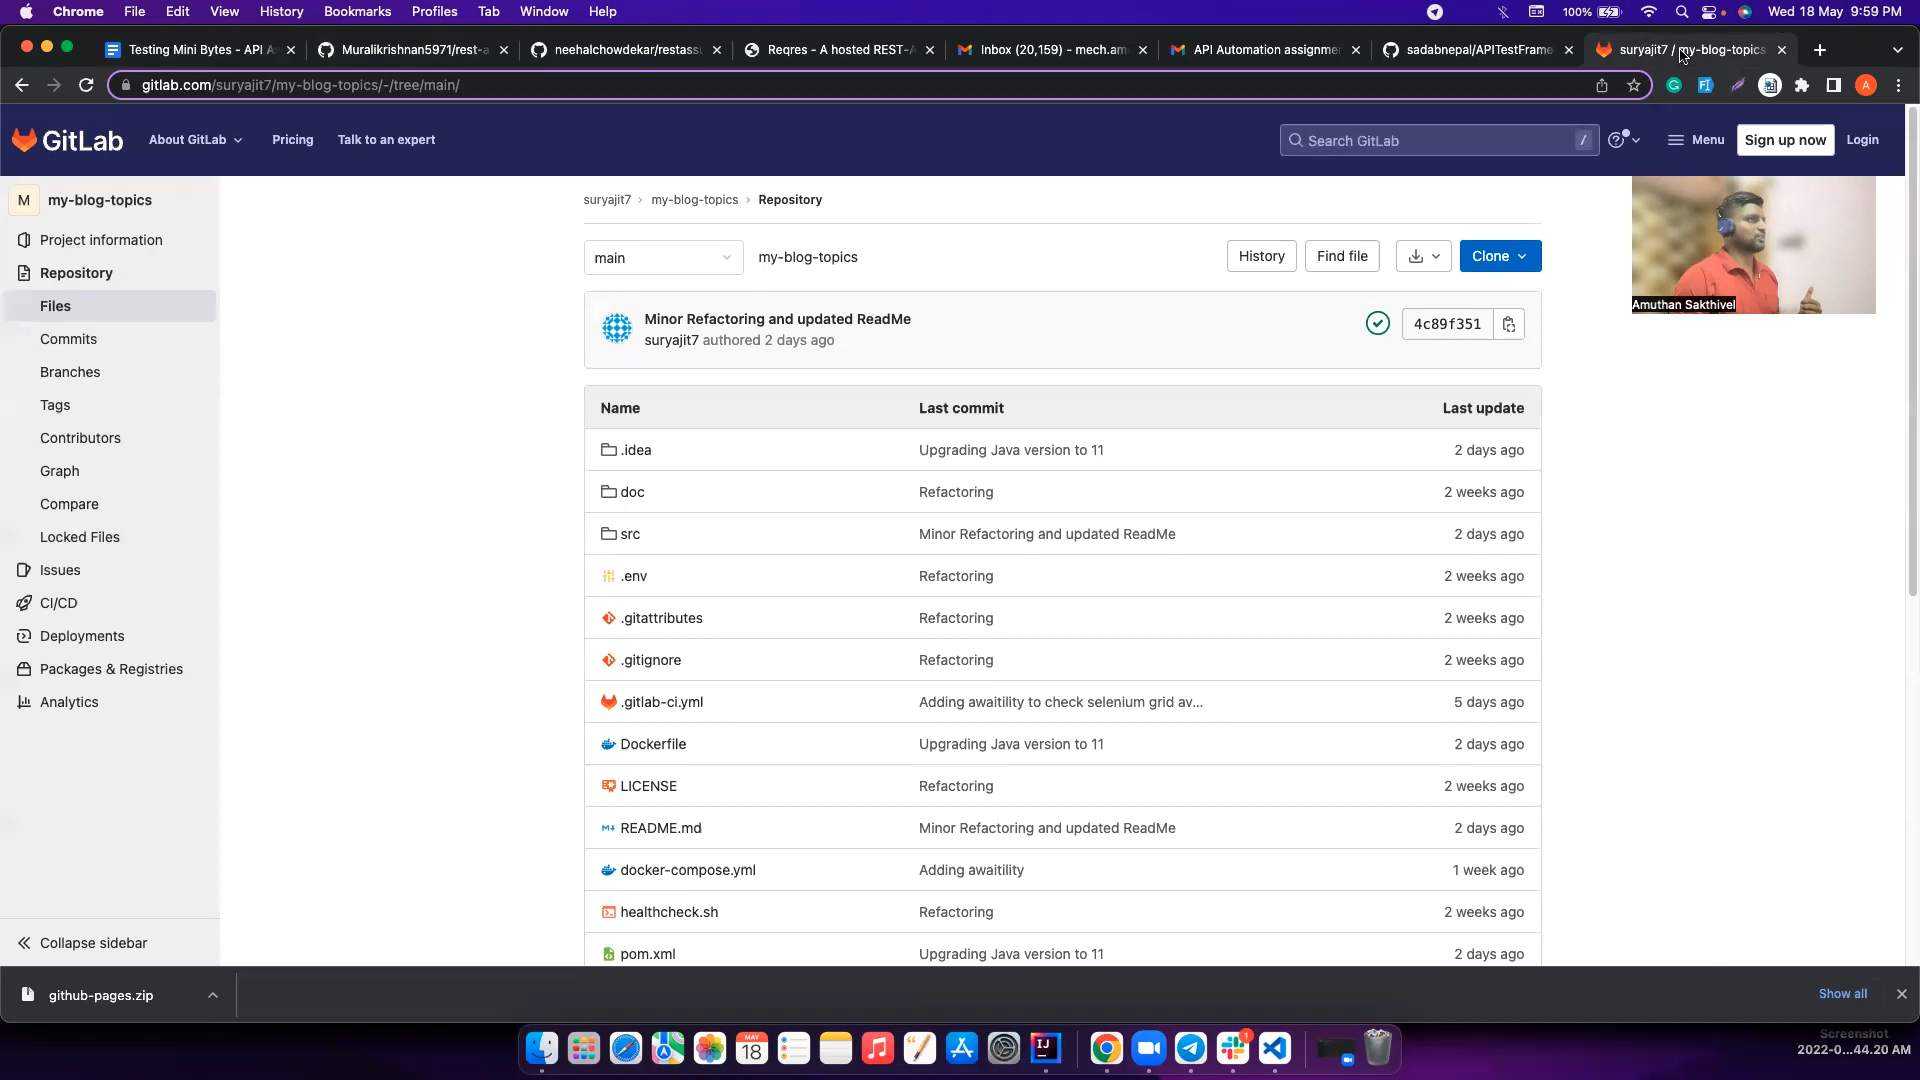 Chrome File Edit View History Bookmarks Profiles Tab Window Help 100% Wed 18 May 9:59 PM
Testing Mini Bytes - API A Muralikrishnan5971/rest-a neehalchowdekar/restassu Reqres - A hosted REST-A Inbox (20,159) - mech.am API Automation assignmen sadabnepal/APITestFrame suryajit7 / my-blog-topics
gitlab.com/suryajit7/my-blog-topics/-/tree/main/ A
GitLab About GitLab Pricing Talk to an expert Search GitLab / Menu Sign up now Login
M my-blog-topics
Project information
Repository
Files
Commits
Branches
Tags
Contributors
Graph
Compare
Locked Files
Issues
CI/CD
Deployments
Packages & Registries
Analytics
Collapse sidebar
suryajit7 › my-blog-topics › Repository
main my-blog-topics History Find file Clone
Minor Refactoring and updated ReadMe
suryajit7 authored 2 days ago
4c89f351
Name Last commit Last update
.idea Upgrading Java version to 11 2 days ago
doc Refactoring 2 weeks ago
src Minor Refactoring and updated ReadMe 2 days ago
.env Refactoring 2 weeks ago
.gitattributes Refactoring 2 weeks ago
.gitignore Refactoring 2 weeks ago
.gitlab-ci.yml Adding awaitility to check selenium grid av... 5 days ago
Dockerfile Upgrading Java version to 11 2 days ago
LICENSE Refactoring 2 weeks ago
README.md Minor Refactoring and updated ReadMe 2 days ago
docker-compose.yml Adding awaitility 1 week ago
healthcheck.sh Refactoring 2 weeks ago
pom.xml Upgrading Java version to 11 2 days ago
Amuthan Sakthivel
github-pages.zip Show all
MAY
18
IJ
1
Screenshot
2022-0...44.20 AM